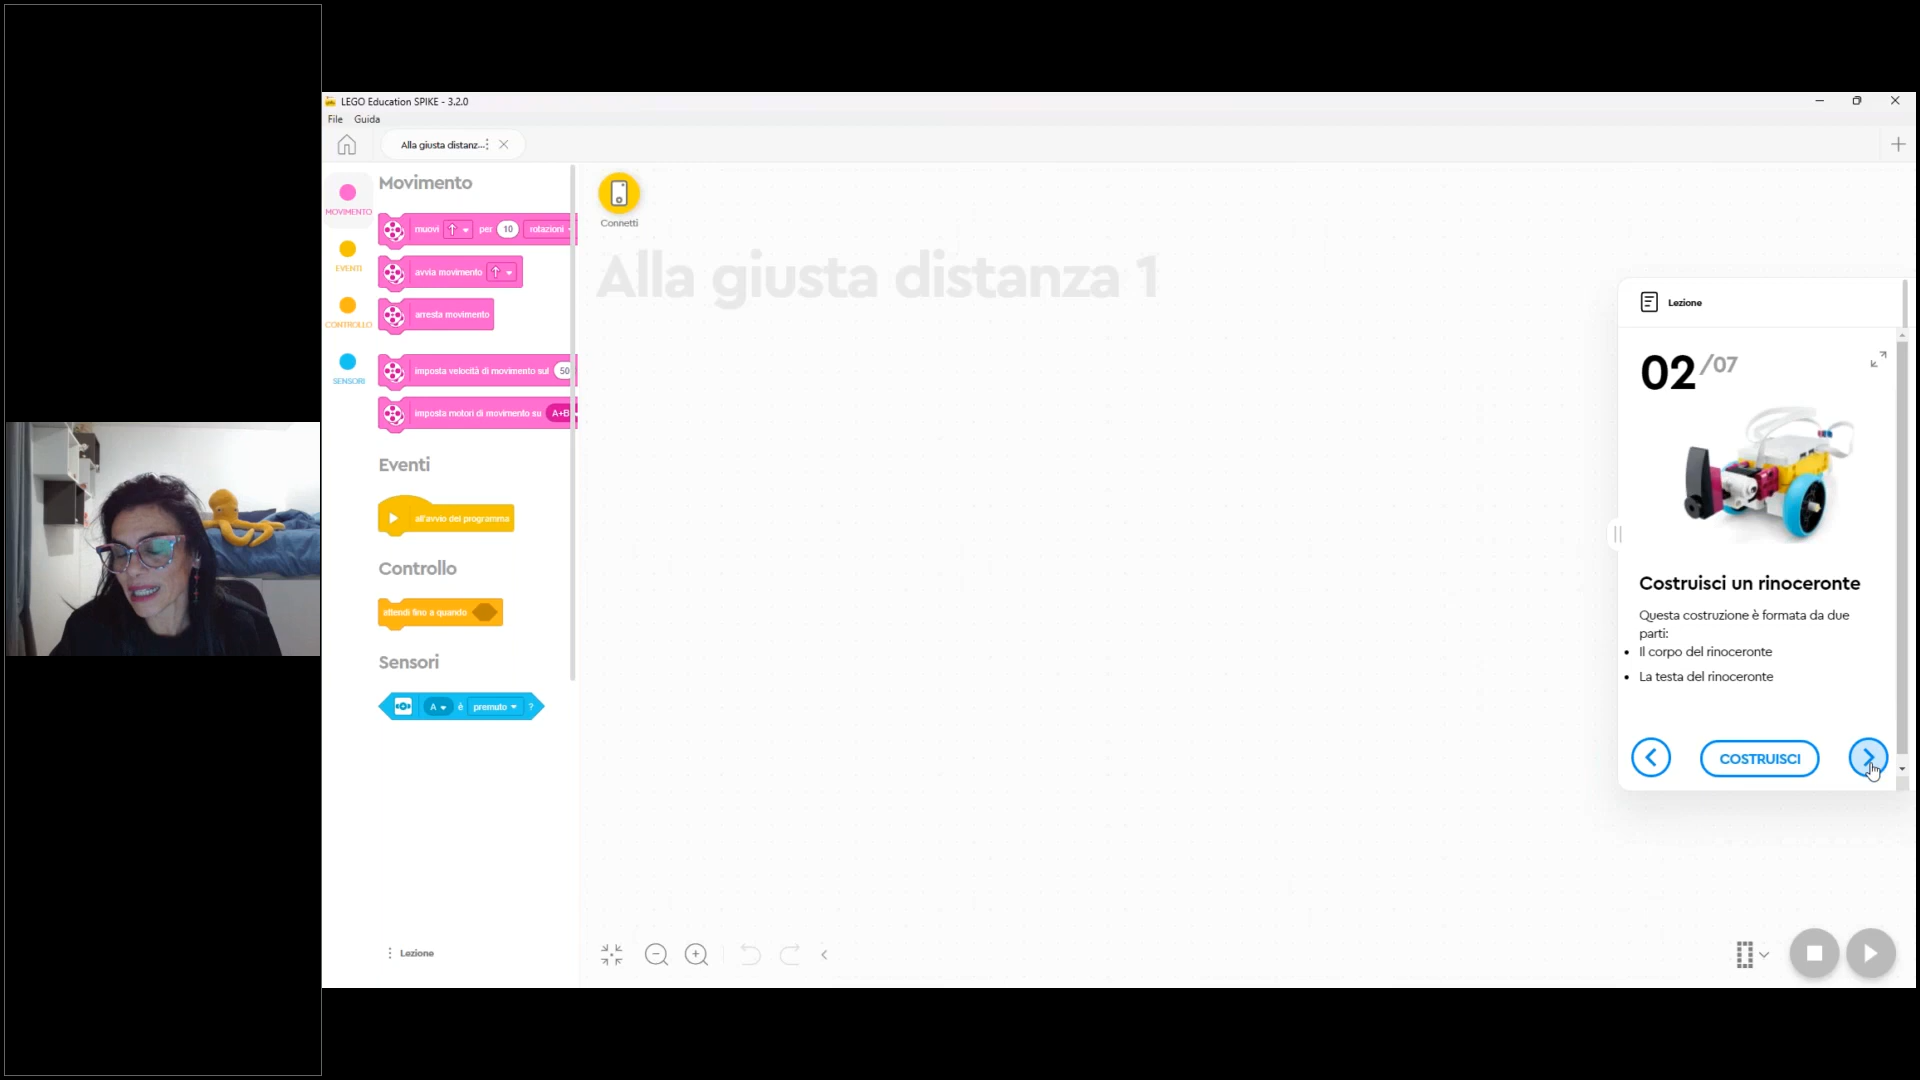 LEGO Education SPIKE - 3.2.0
File Guida
Alla giusta distanz...
MOVIMENTO
EVENTI
CONTROLLO
SENSORI
Movimento
muovi per 10 rotazioni
avvia movimento
arresta movimento
imposta velocità di movimento sul 50
imposta motori di movimento su A+B
Eventi
all'avvio del programma
Controllo
attendi fino a quando
Sensori
A è premuto ?
Lezione
Connetti
Alla giusta distanza 1
Lezione
02/07
Costruisci un rinoceronte
Questa costruzione è formata da due
parti:
• Il corpo del rinoceronte
• La testa del rinoceronte
COSTRUISCI